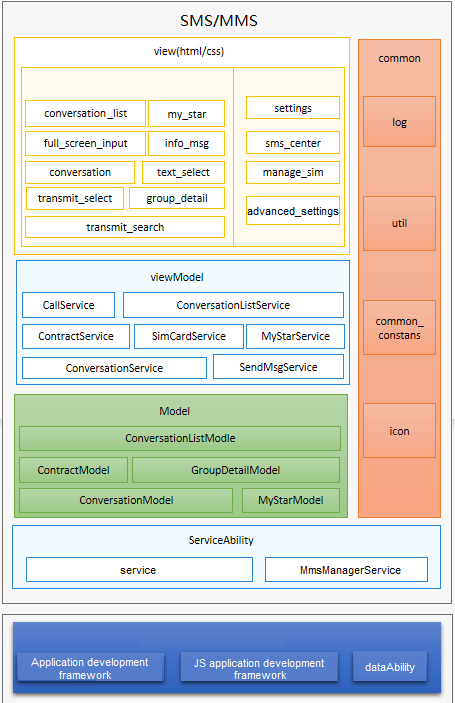 SMS/MMS
view(html/css)
conversation_list
my_star
full_screen_input
info_msg
conversation
text_select
transmit_select
group_detail
transmit_search
settings
sms_center
manage_sim
advanced_settings
viewModel
CallService
ConversationListService
ContractService
SimCardService
MyStarService
ConversationService
SendMsgService
Model
ConversationListModle
ContractModel
GroupDetailModel
ConversationModel
MyStarModel
common
log
util
common_
constans
icon
ServiceAbility
service
MmsManagerService
Application development
framework
JS application development
framework
dataAbility